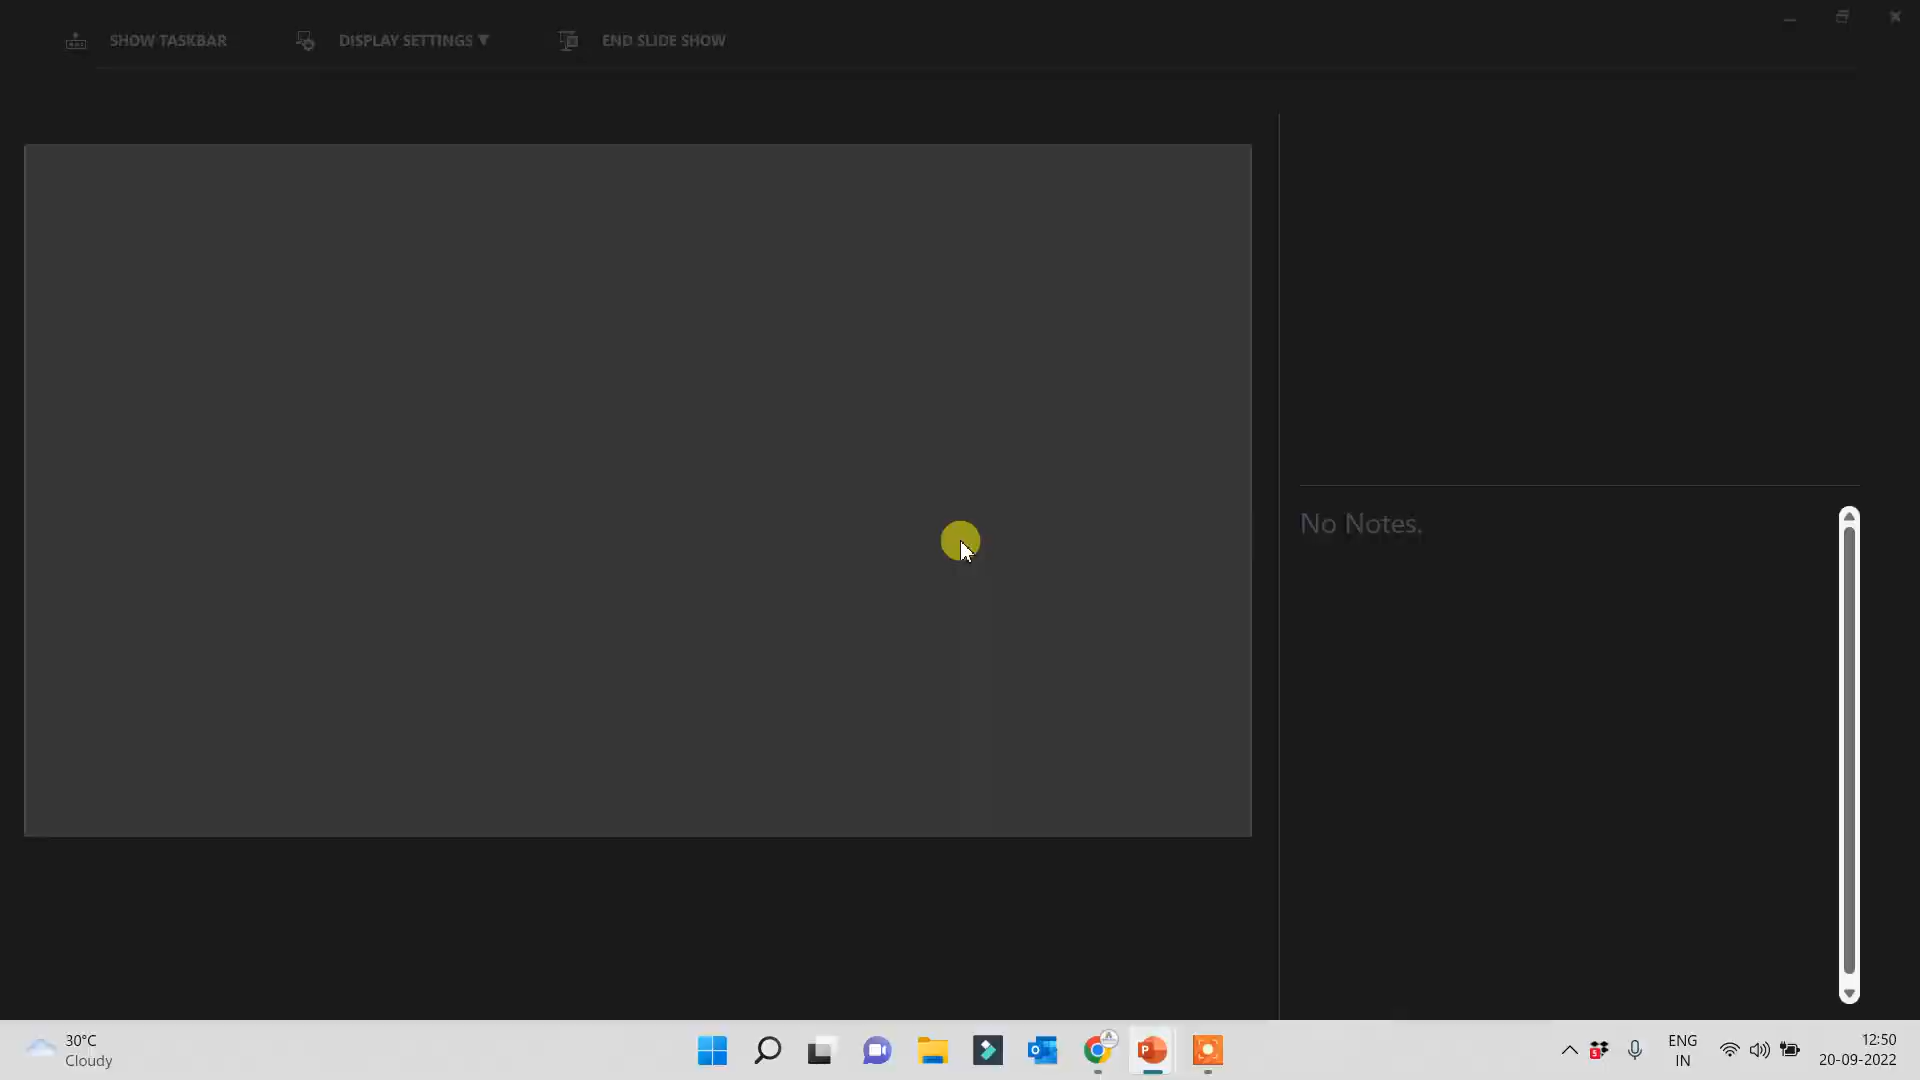 SHOW TASKBAR
DISPLAY SETTINGS ▼
END SLIDE SHOW
No Notes.
30°C
Cloudy
ENG
IN
12:50
20-09-2022